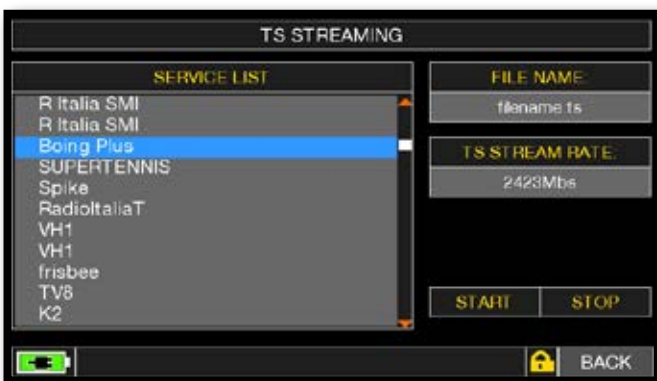 TS STREAMING
SERVICE LIST
R Italia SMI
R Italia SMI
Boing Plus
SUPERTENNIS
Spike
RadioItaliaT
VH1
VH1
frisbee
TV8
K2
FILE NAME:
filename.ts
TS STREAM RATE:
2423Mbs
START
STOP
BACK